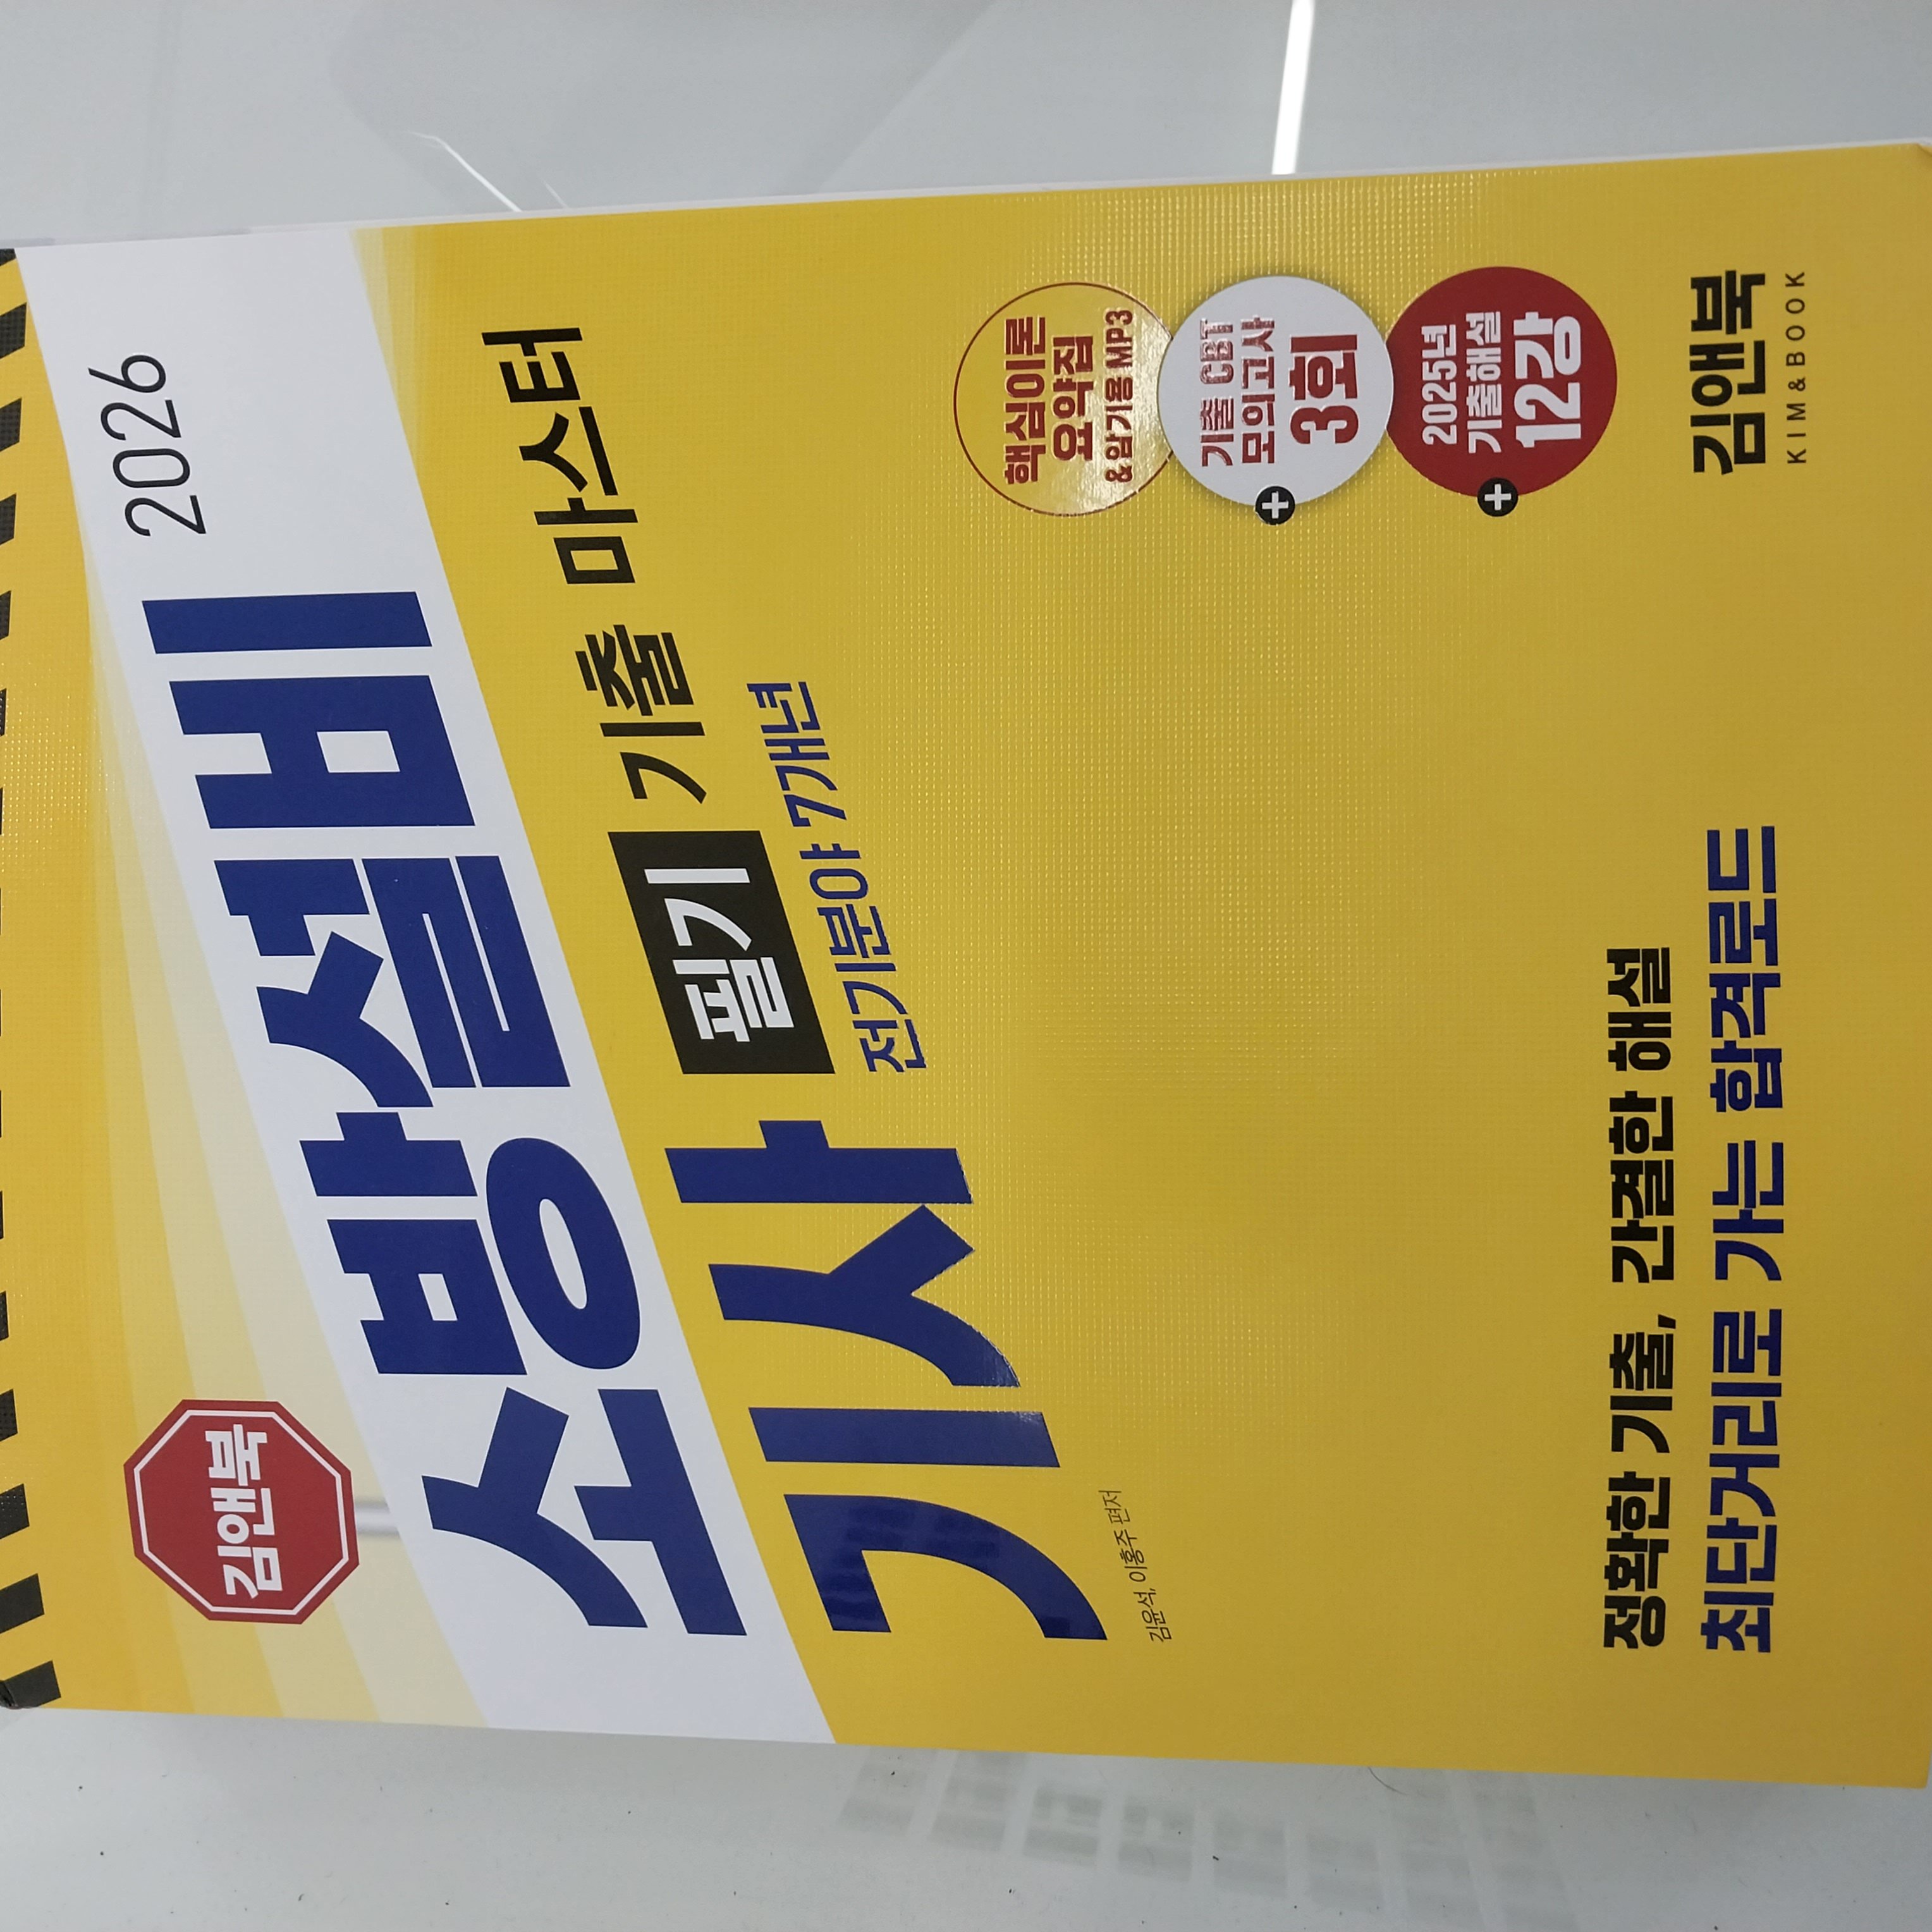 김앤북
2026
소방설비
기사 필기 기출 마스터
전기분야 7개년
김윤석, 이홍주 편저
핵심이론
요약집
&암기용 MP3
+
기출 CBT
모의고사
3회
+
2025년
기출해설
12강
정확한 기출, 간결한 해설
최단거리로 가는 합격로드
김앤북
KIM&BOOK